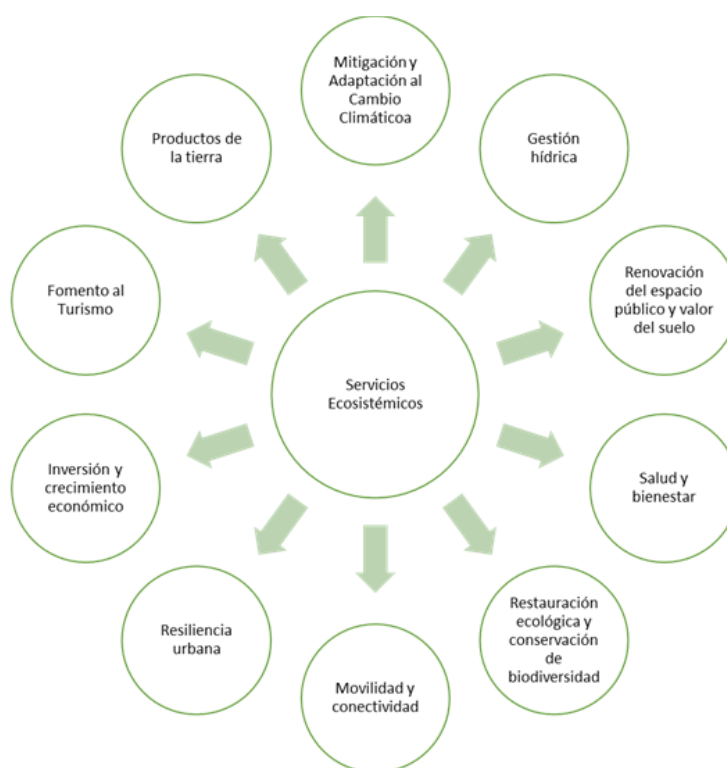 Mitigación y
Adaptación al
Cambio
Climáticoa
Gestión
hídrica
Renovación
del espacio
público y valor
del suelo
Salud y
bienestar
Restauración
ecológica y
conservación
de
biodiversidad
Movilidad y
conectividad
Resiliencia
urbana
Inversión y
crecimiento
económico
Fomento al
Turismo
Productos de
la tierra
Servicios
Ecosistémicos